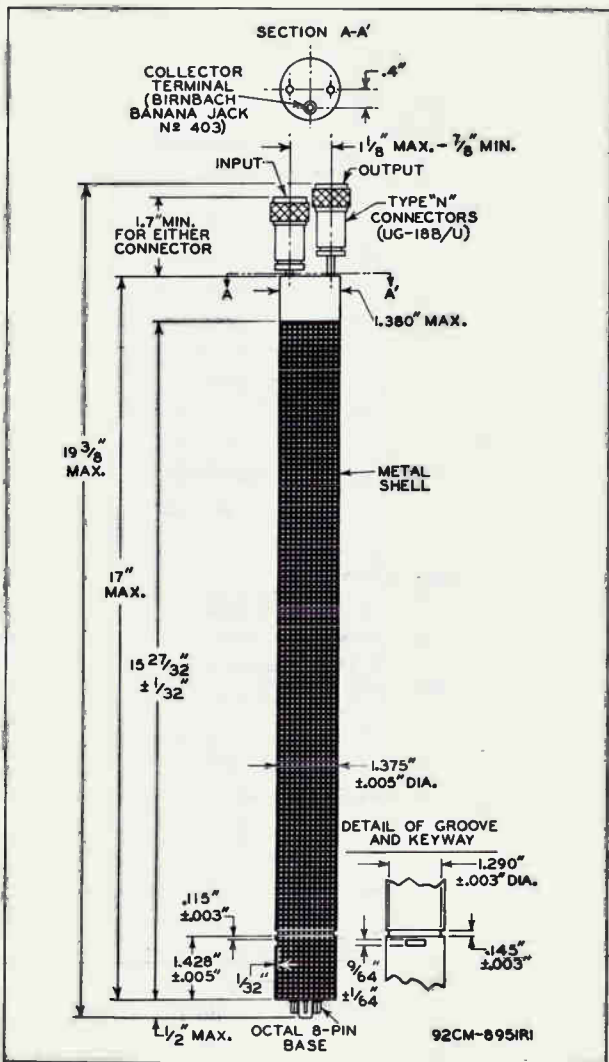 SECTION A-A'
.4"
COLLECTOR
TERMINAL
(BIRNBACH
BANANA JACK
Nº 403)
1 1/8" MAX. - 7/8" MIN.
INPUT
OUTPUT
1.7" MIN.
FOR EITHER
CONNECTOR
TYPE "N"
CONNECTORS
(UG-18B/U)
A
A'
1.380" MAX.
19 3/8"
MAX.
METAL
SHELL
17"
MAX.
15 27/32"
±1/32"
1.375"
±.005" DIA.
DETAIL OF GROOVE
AND KEYWAY
1.290"
±.003" DIA.
.115"
±.003"
1.428"
±.005"
1/32"
9/64"
±1/64"
.145"
±.003"
1/2" MAX.
OCTAL 8-PIN
BASE
92CM-8951R1